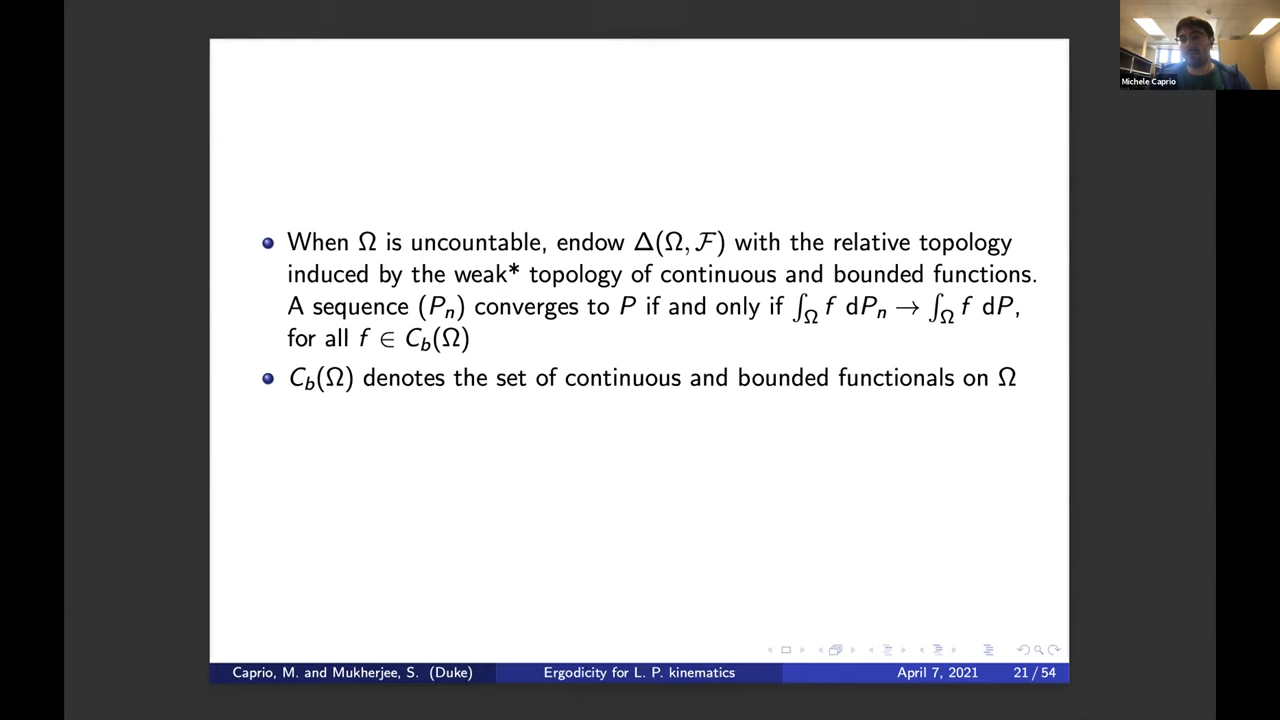 Michele Caprio
When Ω is uncountable, endow Δ(Ω, ℱ) with the relative topology
induced by the weak* topology of continuous and bounded functions.
A sequence (Pₙ) converges to P if and only if ∫_Ω f dPₙ → ∫_Ω f dP,
for all f ∈ C_b(Ω)
C_b(Ω) denotes the set of continuous and bounded functionals on Ω
Caprio, M. and Mukherjee, S. (Duke) Ergodicity for L. P. kinematics April 7, 2021 21 / 54